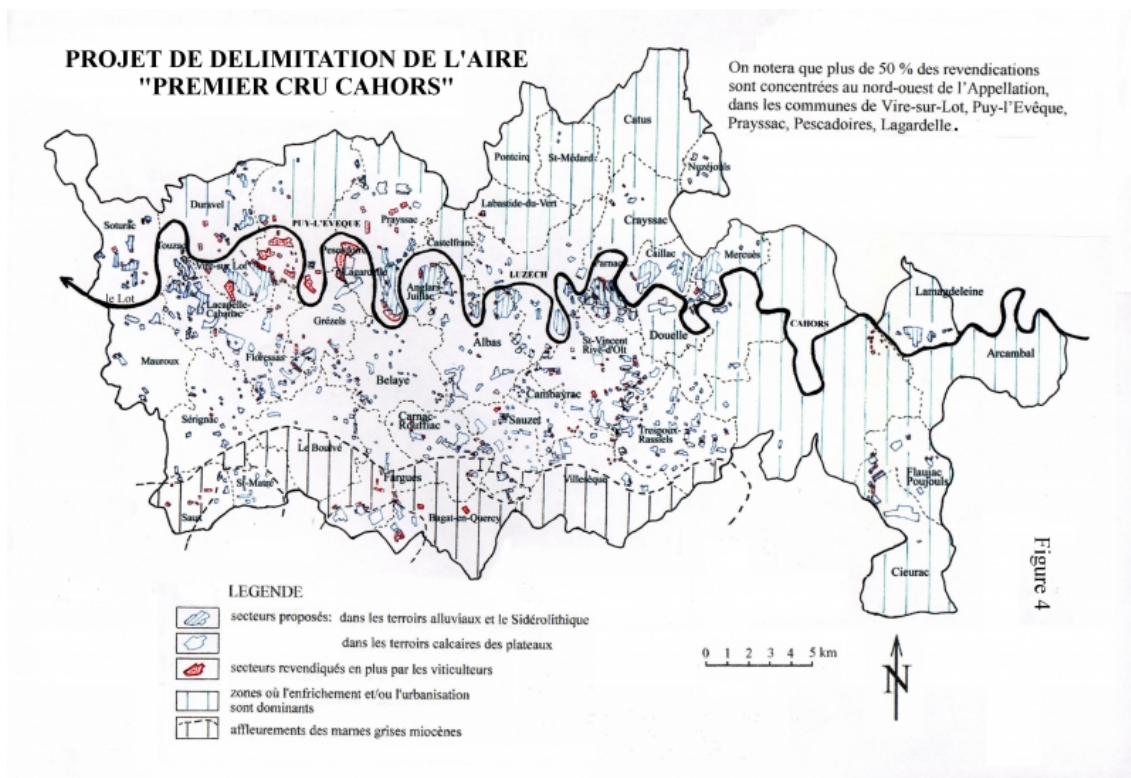 PROJET DE DELIMITATION DE L'AIRE
"PREMIER CRU CAHORS"
On notera que plus de 50 % des revendications
sont concentrées au nord-ouest de l'Appellation,
dans les communes de Vire-sur-Lot, Puy-l'Evêque,
Prayssac, Pescadoires, Lagardelle.
Catus
Pontcirq
St-Médard
Nuzéjouls
Labastide-du-Vert
Duravel
Crayssac
Soturac
PUY-L'EVEQUE
Prayssac
Castelfranc
Touzac
Caillac
Mercuès
Vire-sur Lot
Pescadoire
Lagardelle
LUZECH
Parnac
Anglars
Juillac
le Lot
Lacapelle
Cabanac
Lamagdeleine
Grézels
CAHORS
Albas
St-Vincent
Rive-d'Olt
Douelle
Arcambal
Mauroux
Floressas
Belaye
Cambayrac
Sérignac
Carnac
Rouffiac
Sauzet
Trespoux
Rassiels
Le Boulvé
St-Matré
Fargues
Villesèque
Flaujac
Poujouls
Saux
Bagat-en-Quercy
Cieurac
Figure 4
LEGENDE
secteurs proposés: dans les terroirs alluviaux et le Sidérolithique
dans les terroirs calcaires des plateaux
secteurs revendiqués en plus par les viticulteurs
zones où l'enfrichement et/ou l'urbanisation
sont dominants
affleurements des marnes grises miocènes
0 1 2 3 4 5 km
N